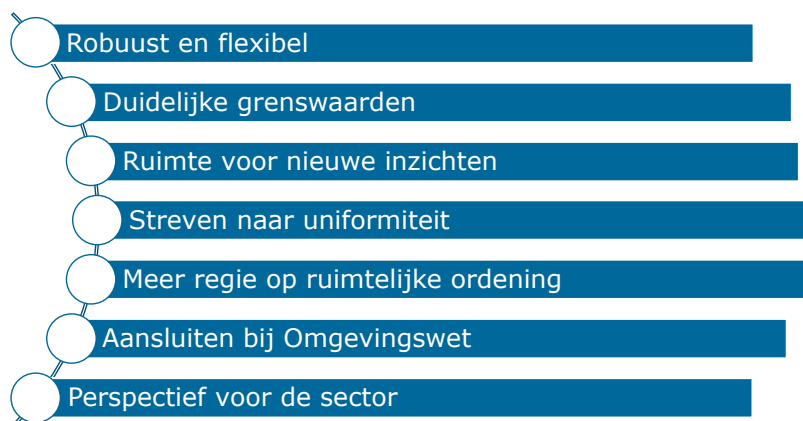 Robuust en flexibel
Duidelijke grenswaarden
Ruimte voor nieuwe inzichten
Streven naar uniformiteit
Meer regie op ruimtelijke ordening
Aansluiten bij Omgevingswet
Perspectief voor de sector